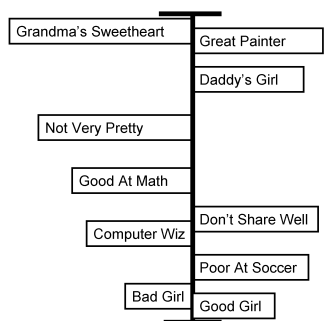 Grandma's Sweetheart
Great Painter
Daddy's Girl
Not Very Pretty
Good At Math
Don't Share Well
Computer Wiz
Poor At Soccer
Bad Girl
Good Girl